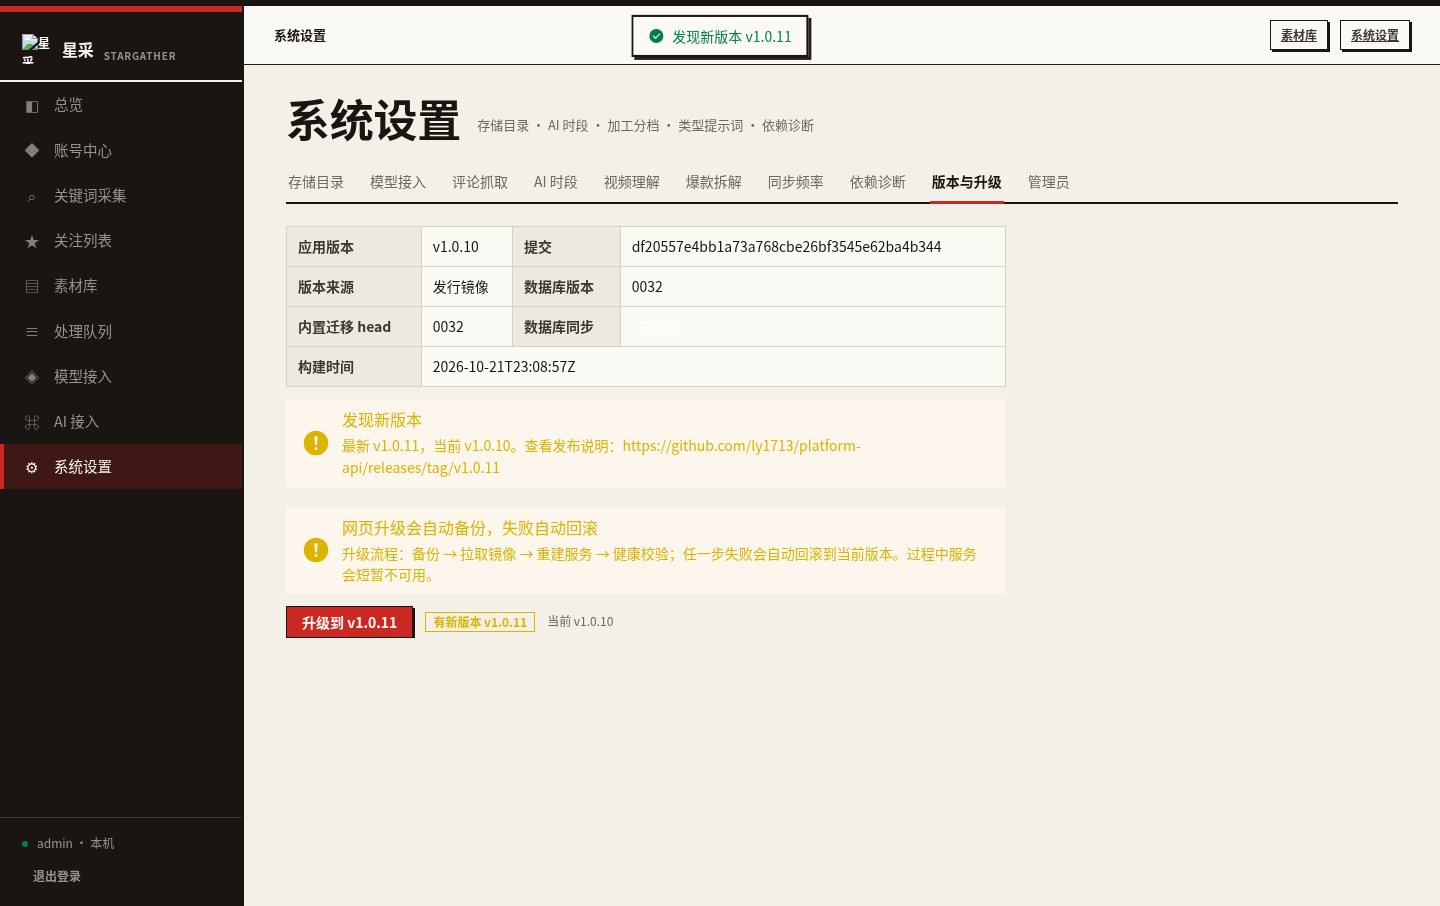 星采
星采 STARGATHER
系统设置
发现新版本 v1.0.11
素材库
系统设置
总览
账号中心
关键词采集
关注列表
素材库
处理队列
模型接入
AI 接入
系统设置
admin · 本机
退出登录
系统设置
存储目录 · AI 时段 · 加工分档 · 类型提示词 · 依赖诊断
存储目录 模型接入 评论抓取 AI 时段 视频理解 爆款拆解 同步频率 依赖诊断 版本与升级 管理员
应用版本 v1.0.10 提交 df20557e4bb1a73a768cbe26bf3545e62ba4b344
版本来源 发行镜像 数据库版本 0032
内置迁移 head 0032 数据库同步
构建时间 2026-10-21T23:08:57Z
发现新版本
最新 v1.0.11，当前 v1.0.10。查看发布说明：https://github.com/ly1713/platform-
api/releases/tag/v1.0.11
网页升级会自动备份，失败自动回滚
升级流程：备份 → 拉取镜像 → 重建服务 → 健康校验；任一步失败会自动回滚到当前版本。过程中服务
会短暂不可用。
升级到 v1.0.11 有新版本 v1.0.11 当前 v1.0.10